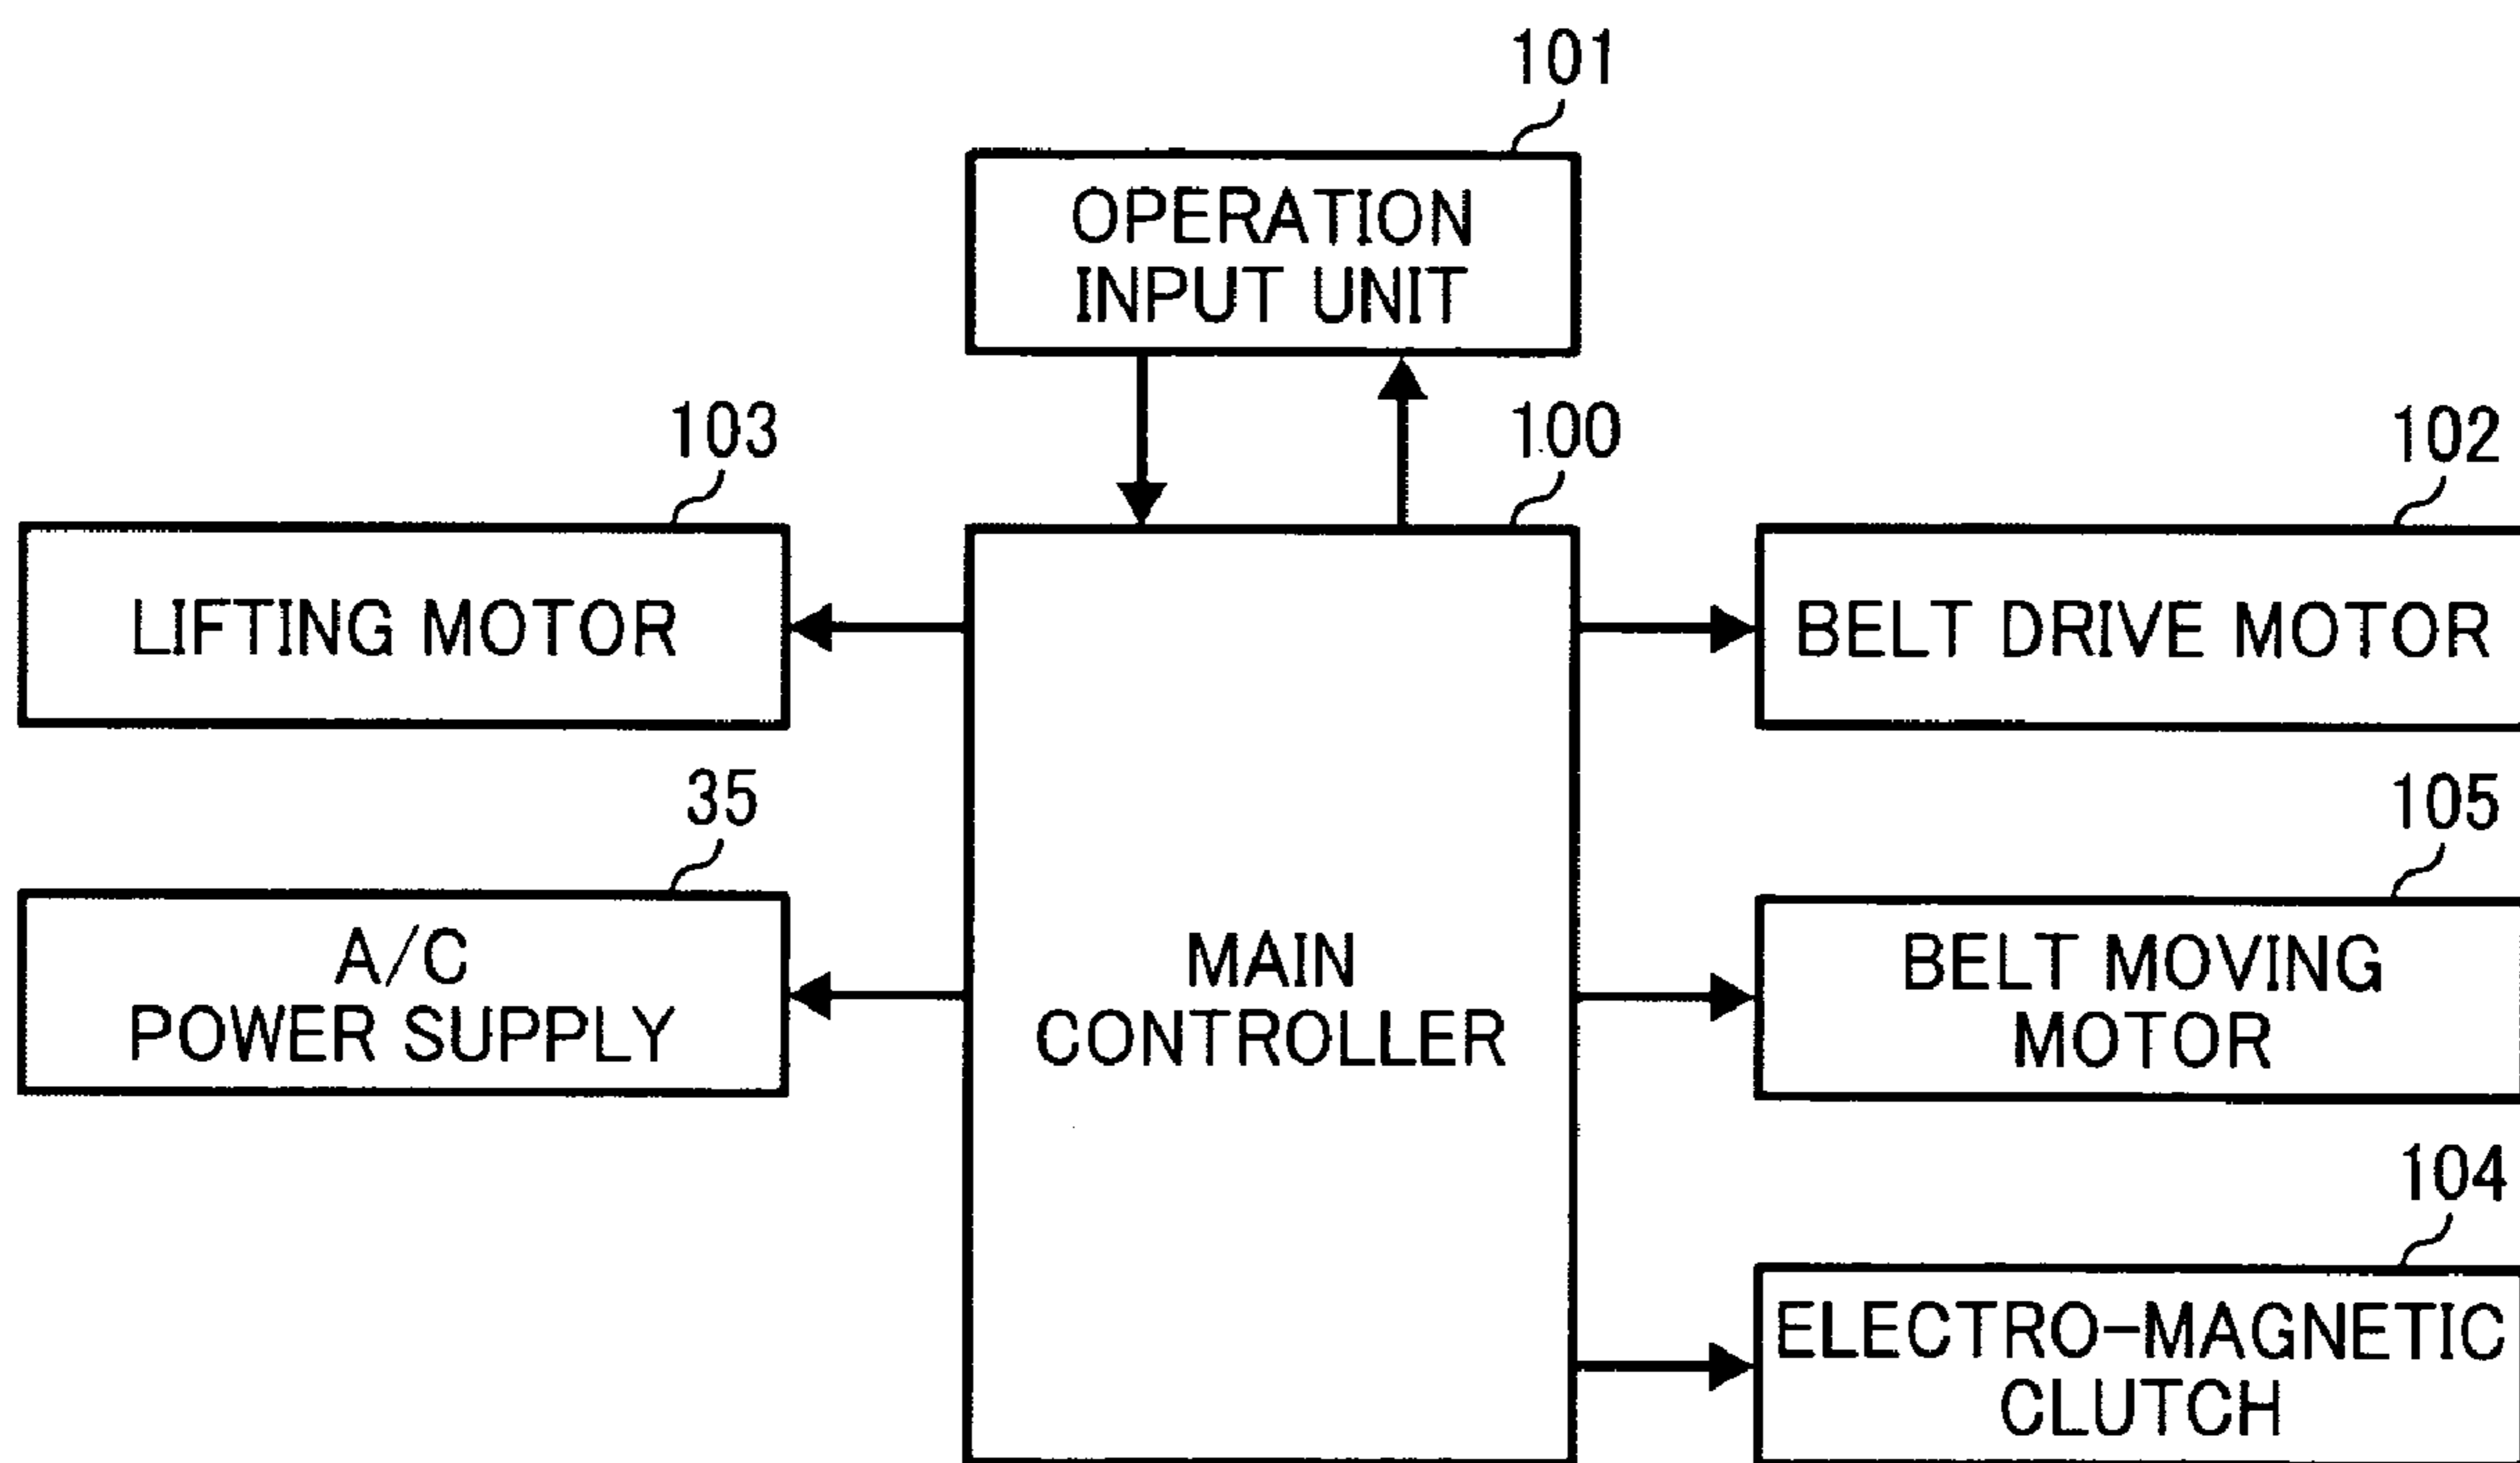 101
OPERATION
INPUT UNIT
103
100
102
LIFTING MOTOR
BELT DRIVE MOTOR
35
105
A/C
POWER SUPPLY
MAIN
CONTROLLER
BELT MOVING
MOTOR
104
ELECTRO-MAGNETIC
CLUTCH